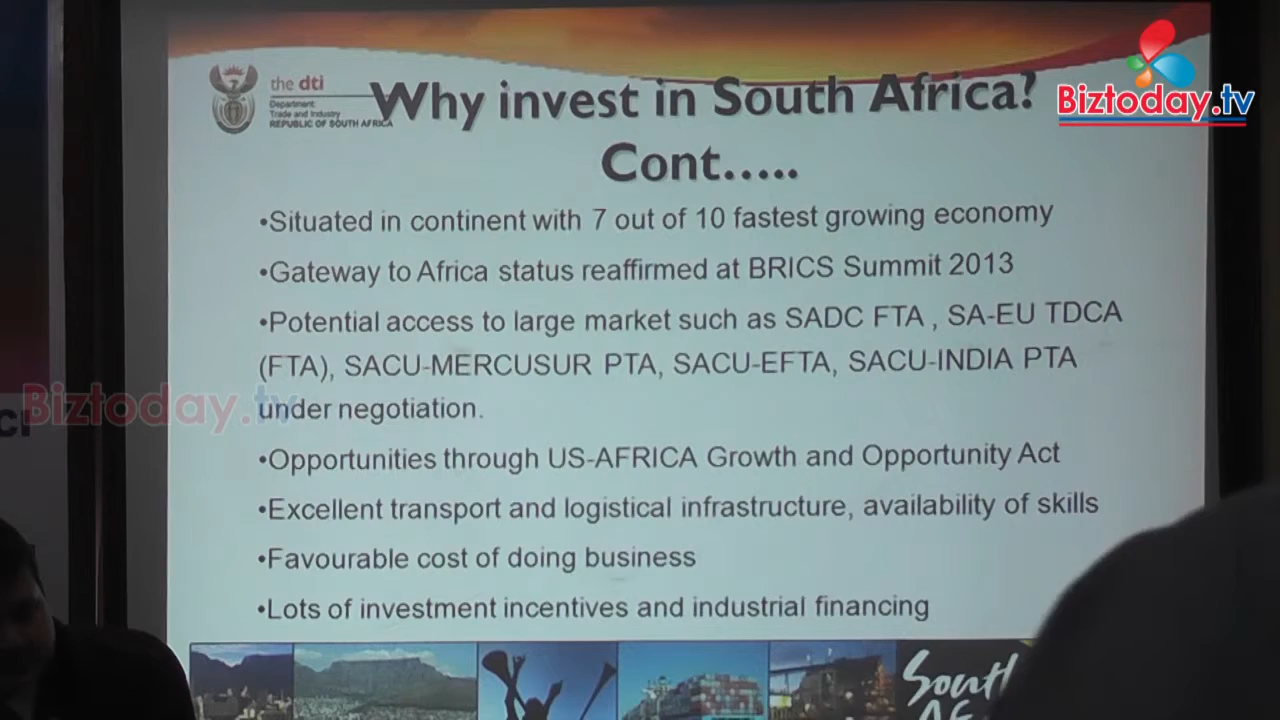 the dti
Department:
Trade and Industry
REPUBLIC OF SOUTH AFRICA
Why invest in South Africa?
Cont.....
Biztoday.tv
•Situated in continent with 7 out of 10 fastest growing economy
•Gateway to Africa status reaffirmed at BRICS Summit 2013
•Potential access to large market such as SADC FTA , SA-EU TDCA
(FTA), SACU-MERCUSUR PTA, SACU-EFTA, SACU-INDIA PTA
under negotiation.
Biztoday.tv
CI
•Opportunities through US-AFRICA Growth and Opportunity Act
•Excellent transport and logistical infrastructure, availability of skills
•Favourable cost of doing business
•Lots of investment incentives and industrial financing
South